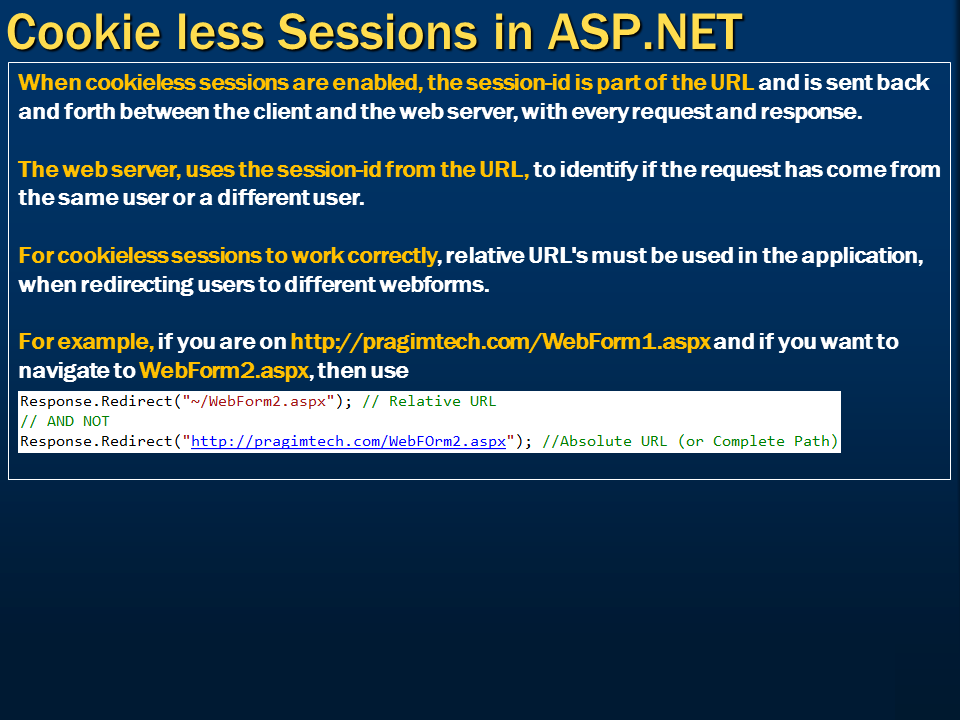 Cookie less Sessions in ASP.NET
When cookieless sessions are enabled, the session-id is part of the URL and is sent back
and forth between the client and the web server, with every request and response.
The web server, uses the session-id from the URL, to identify if the request has come from
the same user or a different user.
For cookieless sessions to work correctly, relative URL's must be used in the application,
when redirecting users to different webforms.
For example, if you are on http://pragimtech.com/WebForm1.aspx and if you want to
navigate to WebForm2.aspx, then use
Response.Redirect("~/WebForm2.aspx"); // Relative URL
// AND NOT
Response.Redirect("http://pragimtech.com/WebFOrm2.aspx"); //Absolute URL (or Complete Path)